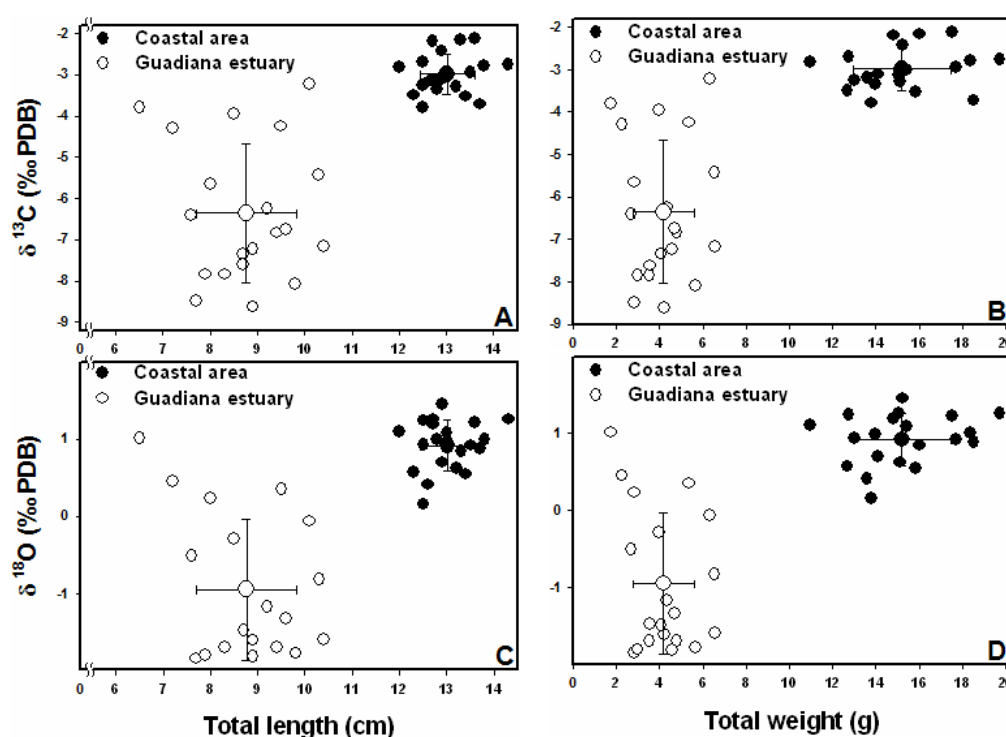 Coastal area
Guadiana estuary
δ 13C (‰ PDB)
-2
-3
-4
-5
-6
-7
-8
-9
6 6 7 8 9 10 11 12 13 14
A
Coastal area
Guadiana estuary
-2
-3
-4
-5
-6
-7
-8
-9
0 2 4 6 8 10 12 14 16 18 20
B
Coastal area
Guadiana estuary
δ 18O (‰ PDB)
1
0
-1
2 6 7 8 9 10 11 12 13 14
C
Total length (cm)
Coastal area
Guadiana estuary
1
0
-1
0 2 4 6 8 10 12 14 16 18 20
D
Total weight (g)